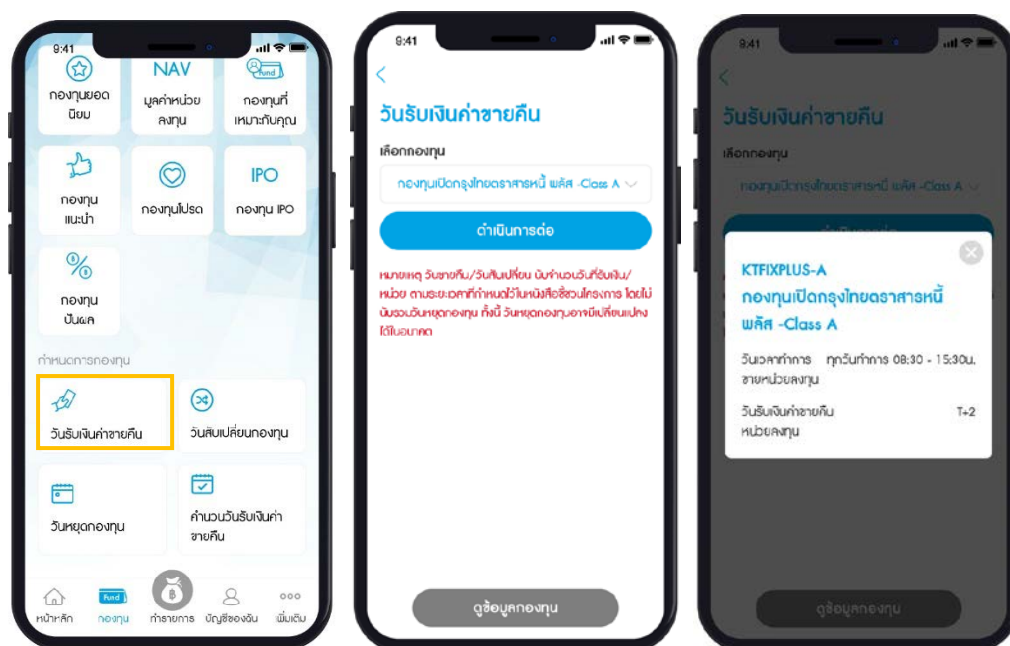 9:41
กองทุนยอด
นิยม
NAV
มูลค่าหน่วย
ลงทุน
Fund
กองทุนที่
เหมาะกับคุณ
กองทุน
แนะนำ
กองทุนโปรด
IPO
กองทุน IPO
กองทุน
ปันผล
กำหนดการกองทุน
วันรับเงินค่าขายคืน
วันสับเปลี่ยนกองทุน
วันหยุดกองทุน
คำนวนวันรับเงินค่า
ขายคืน
หน้าหลัก
Fund
กองทุน
฿
ทำรายการ
บัญชีของฉัน
เพิ่มเติม
9:41
วันรับเงินค่าขายคืน
เลือกกองทุน
กองทุนเปิดกรุงไทยตราสารหนี้ พลัส -Class A
ดำเนินการต่อ
หมายเหตุ วันขายคืน/วันสับเปลี่ยน นับจำนวนวันที่รับเงิน/
หน่วย ตามระยะเวลาที่กำหนดไว้ในหนังสือชี้ชวนโครงการ โดยไม่
นับรวมวันหยุดกองทุน ทั้งนี้ วันหยุดกองทุนอาจมีเปลี่ยนแปลง
ได้ในอนาคต
ดูข้อมูลกองทุน
9:41
วันรับเงินค่าขายคืน
เลือกกองทุน
กองทุนเปิดกรุงไทยตราสารหนี้ พลัส -Class A
KTFIXPLUS-A
กองทุนเปิดกรุงไทยตราสารหนี้
พลัส -Class A
วันเวลาทำการ ทุกวันทำการ 08:30 - 15:30น.
ขายหน่วยลงทุน
วันรับเงินค่าขายคืน T+2
หน่วยลงทุน
ดูข้อมูลกองทุน